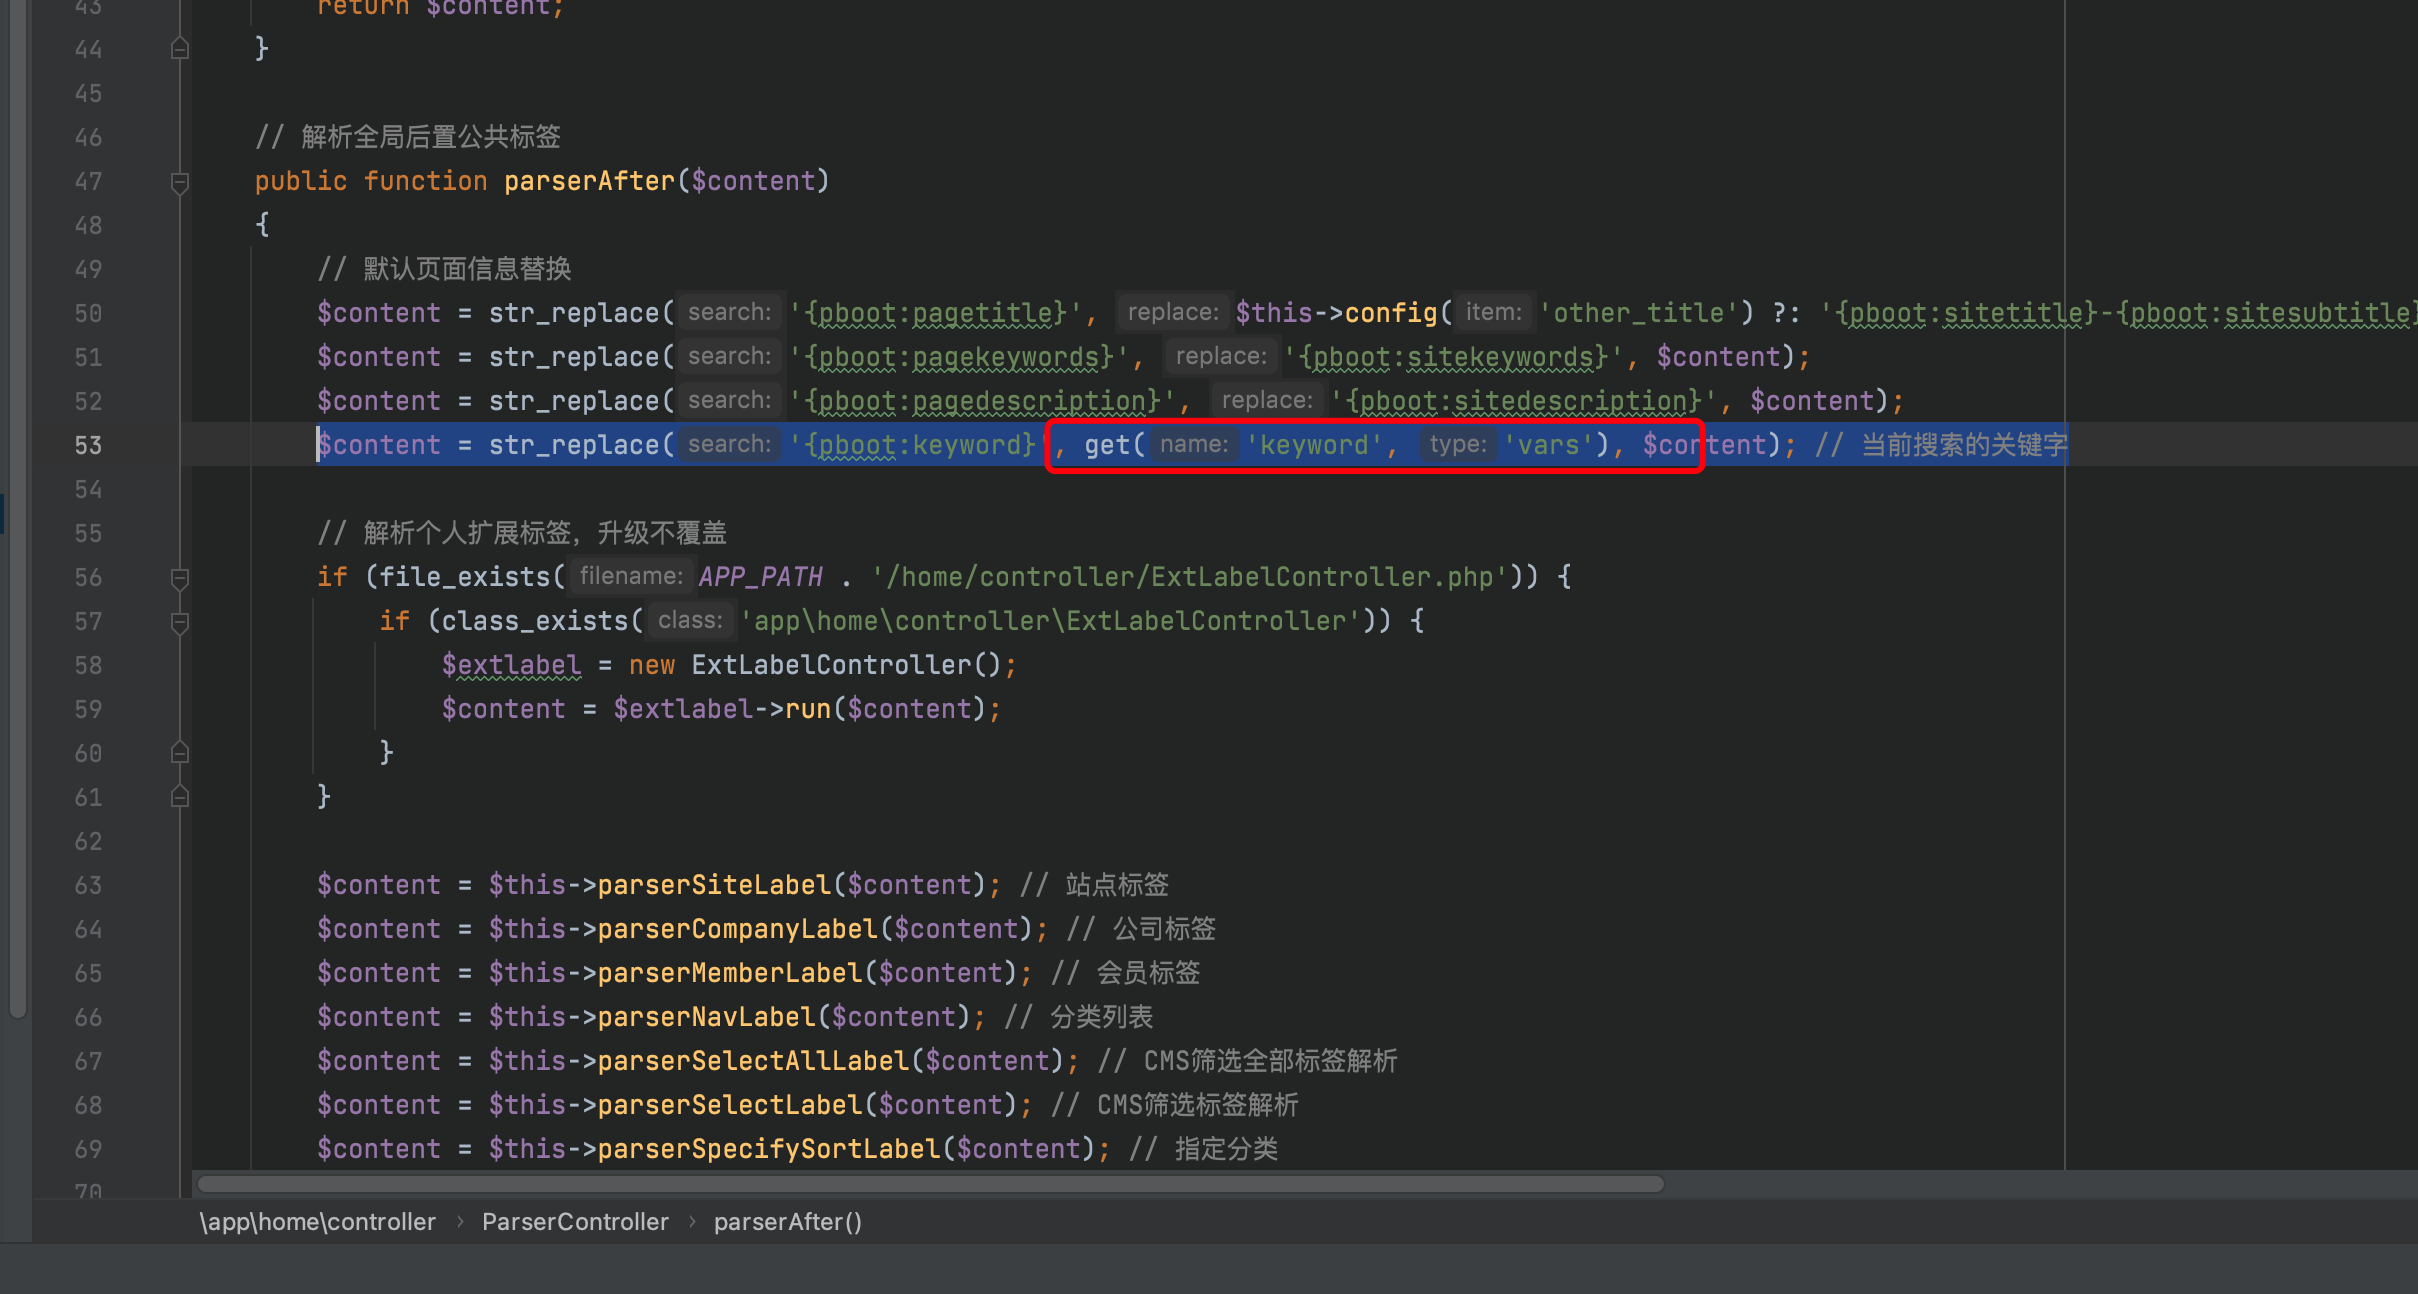 43 return $content;
44 }
45
46 // 解析全局后置公共标签
47 public function parserAfter($content)
48 {
49 // 默认页面信息替换
50 $content = str_replace( search: '{pboot:pagetitle}', replace: $this->config( item: 'other_title') ?: '{pboot:sitetitle}-{pboot:sitesubtitle}
51 $content = str_replace( search: '{pboot:pagekeywords}', replace: '{pboot:sitekeywords}', $content);
52 $content = str_replace( search: '{pboot:pagedescription}', replace: '{pboot:sitedescription}', $content);
53 $content = str_replace( search: '{pboot:keyword}', get( name: 'keyword', type: 'vars'), $content); // 当前搜索的关键字
54
55 // 解析个人扩展标签，升级不覆盖
56 if (file_exists( filename: APP_PATH . '/home/controller/ExtLabelController.php')) {
57 if (class_exists( class: 'app\home\controller\ExtLabelController')) {
58 $extlabel = new ExtLabelController();
59 $content = $extlabel->run($content);
60 }
61 }
62
63 $content = $this->parserSiteLabel($content); // 站点标签
64 $content = $this->parserCompanyLabel($content); // 公司标签
65 $content = $this->parserMemberLabel($content); // 会员标签
66 $content = $this->parserNavLabel($content); // 分类列表
67 $content = $this->parserSelectAllLabel($content); // CMS筛选全部标签解析
68 $content = $this->parserSelectLabel($content); // CMS筛选标签解析
69 $content = $this->parserSpecifySortLabel($content); // 指定分类
70
\app\home\controller › ParserController › parserAfter()